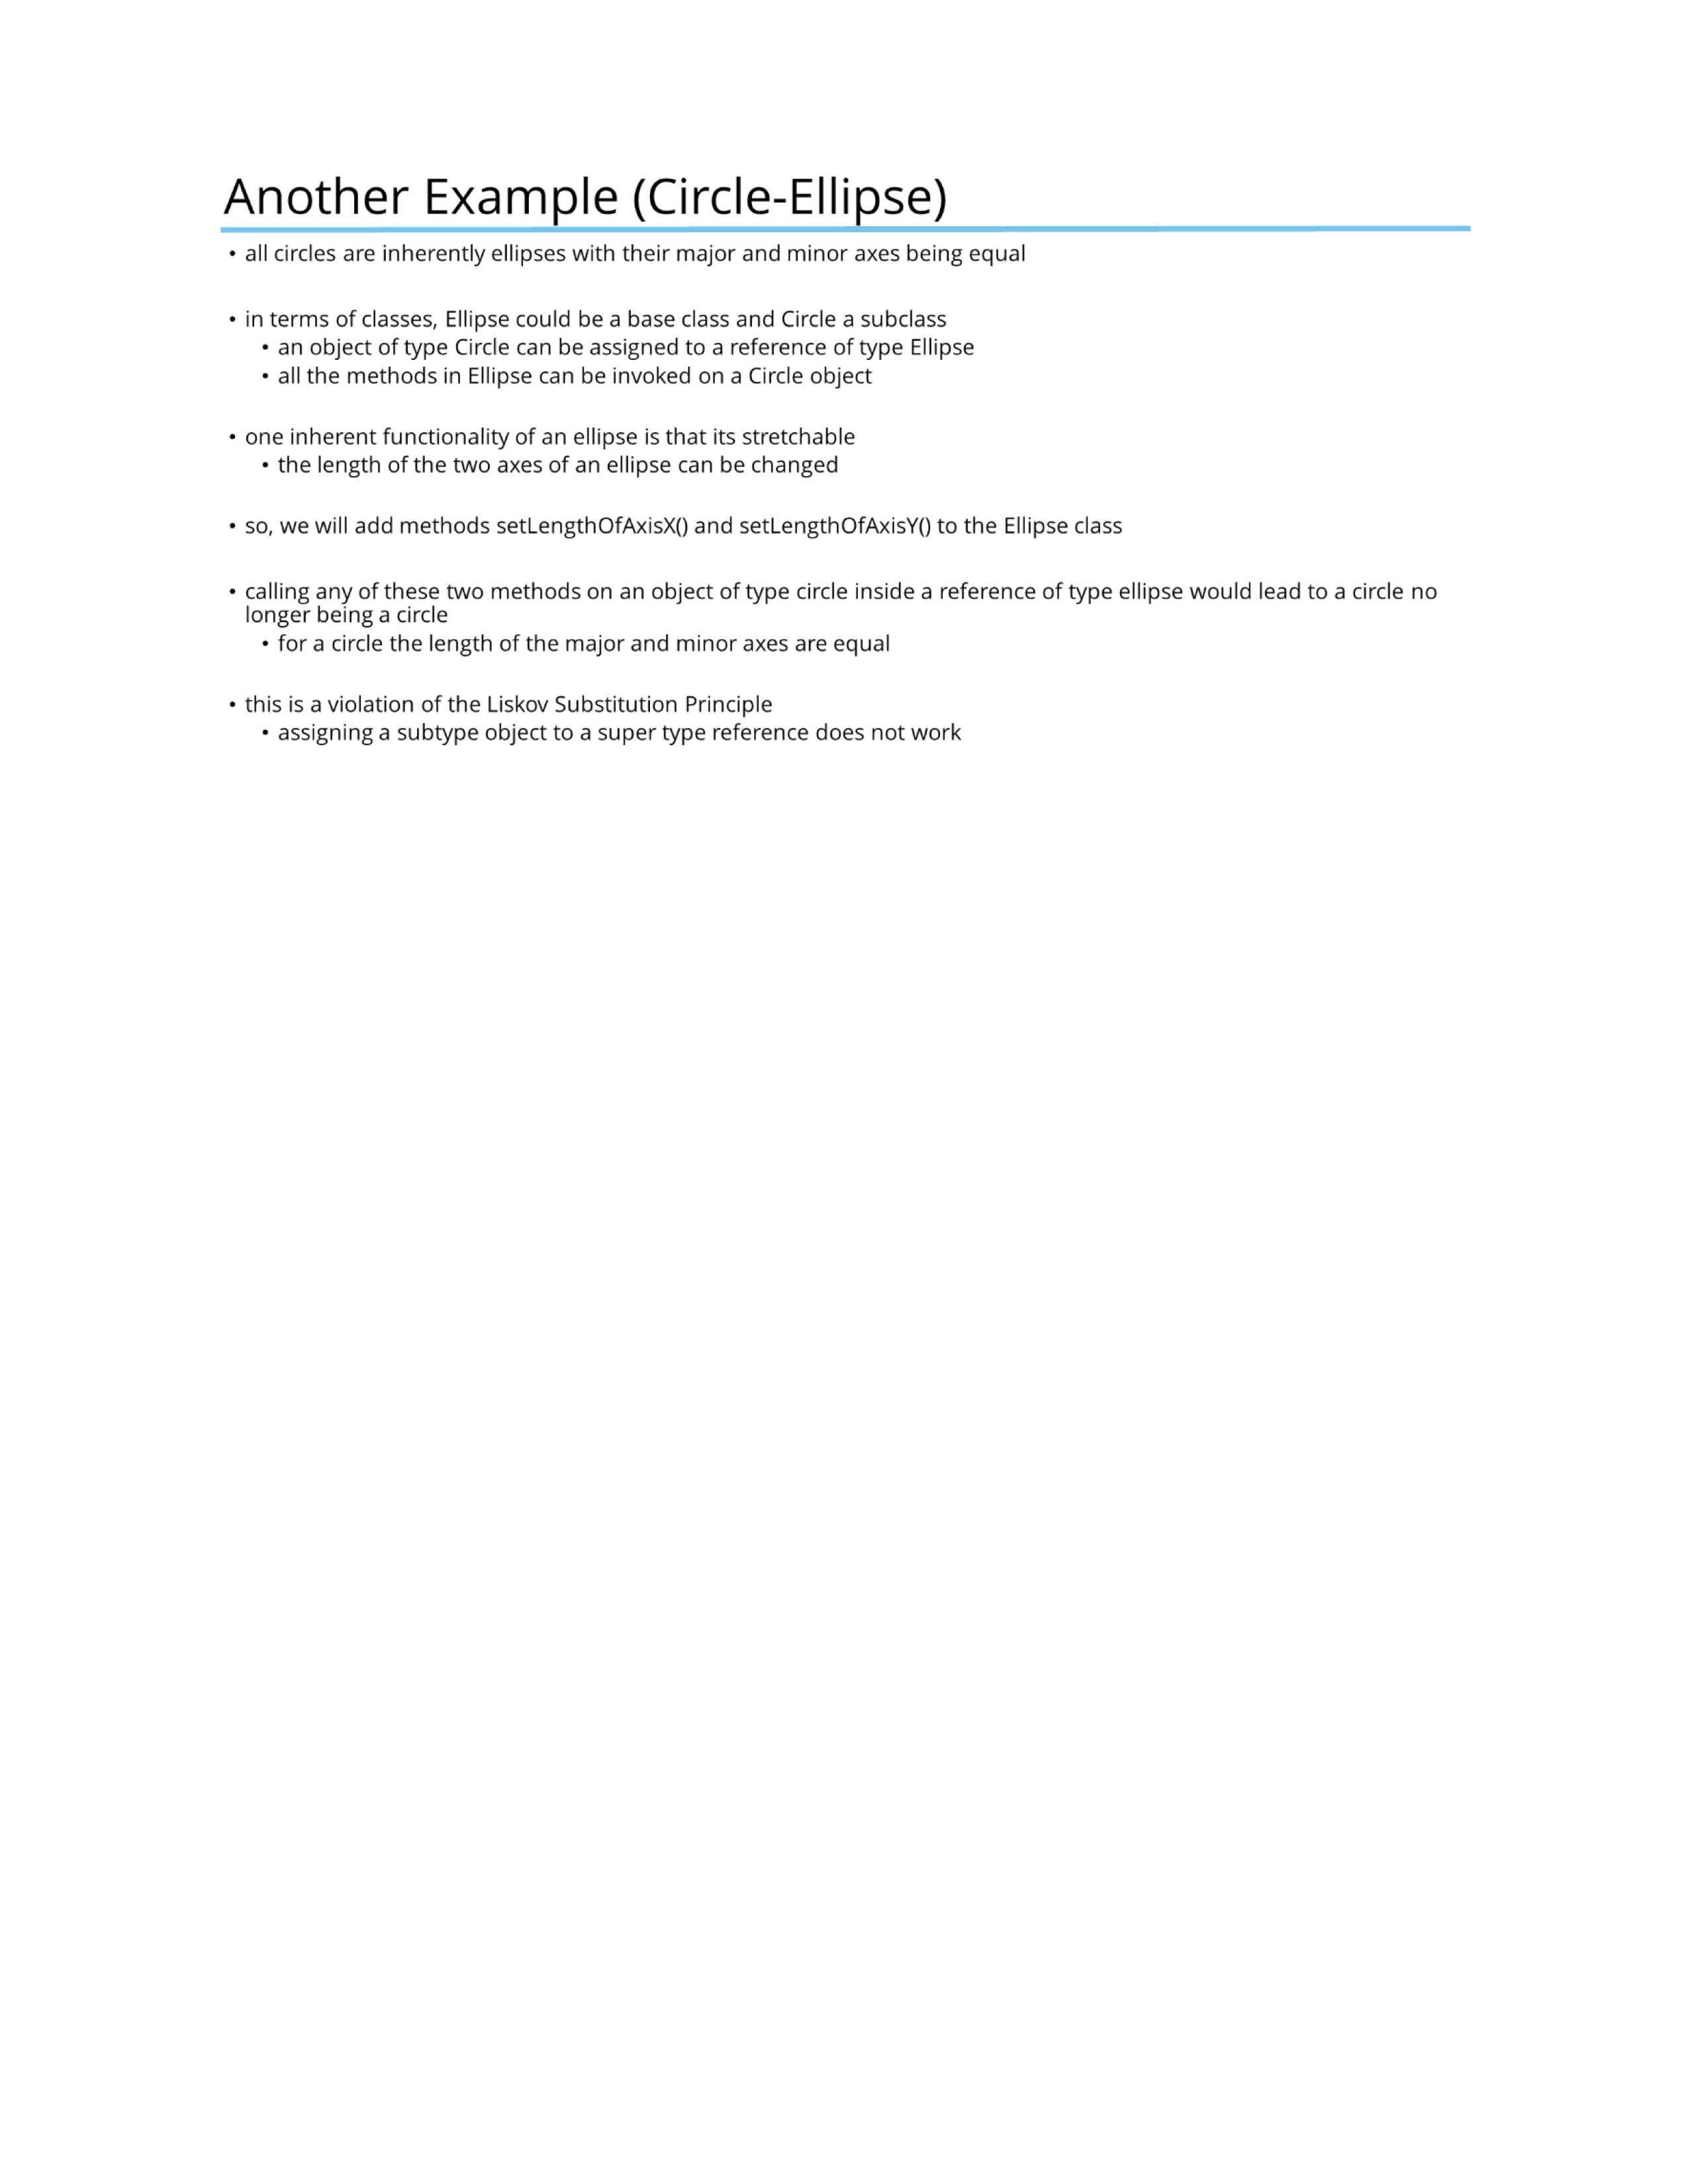 Another Example (Circle-Ellipse)
• all circles are inherently ellipses with their major and minor axes being equal
• in terms of classes, Ellipse could be a base class and Circle a subclass
• an object of type Circle can be assigned to a reference of type Ellipse
• all the methods in Ellipse can be invoked on a Circle object
• one inherent functionality of an ellipse is that its stretchable
• the length of the two axes of an ellipse can be changed
• so, we will add methods setLengthOfAxisX() and setLengthOfAxisY() to the Ellipse class
• calling any of these two methods on an object of type circle inside a reference of type ellipse would lead to a circle no
longer being a circle
• for a circle the length of the major and minor axes are equal
• this is a violation of the Liskov Substitution Principle
• assigning a subtype object to a super type reference does not work